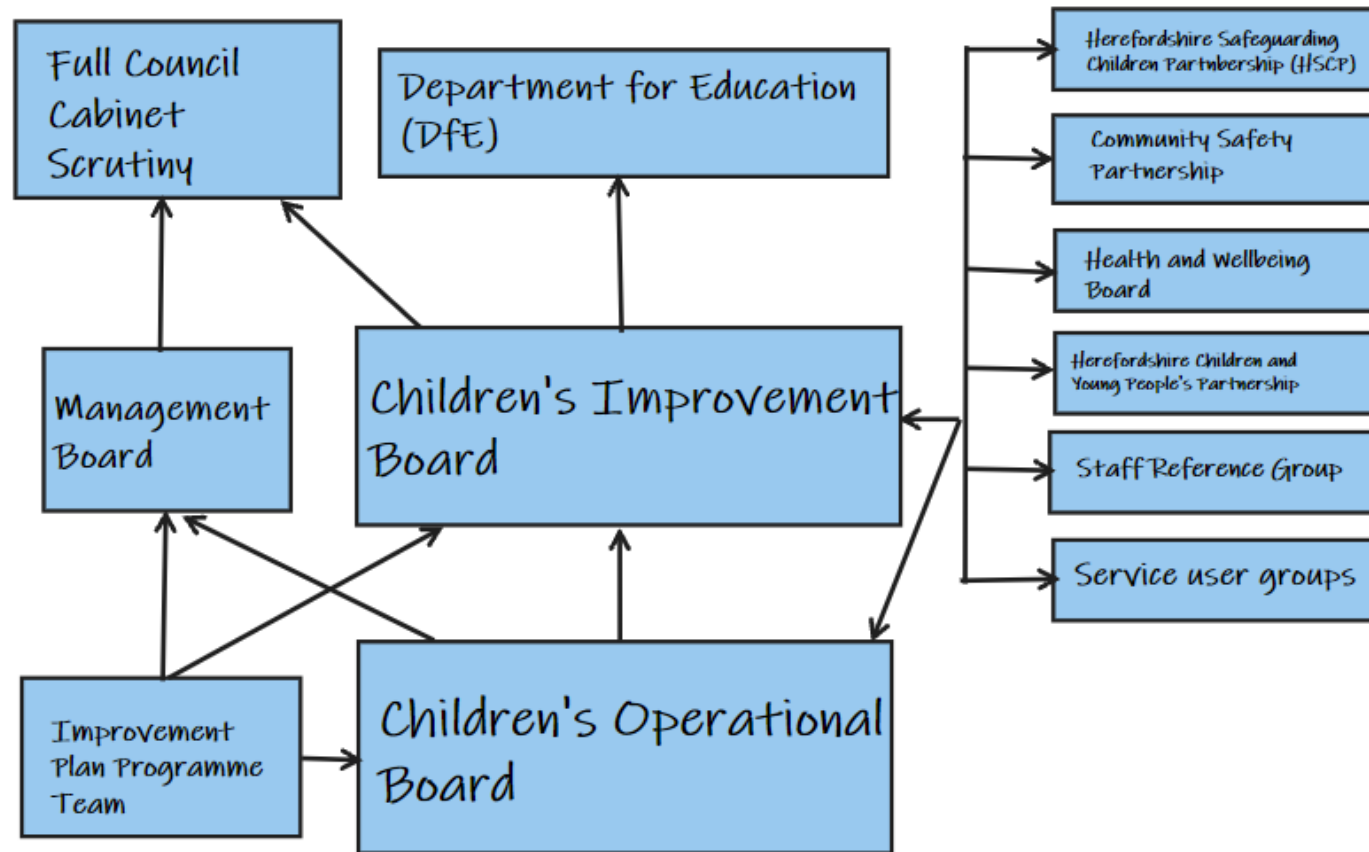 Full Council
Cabinet
Scrutiny
Department for Education
(DfE)
Herefordshire Safeguarding
Children Partnbership (HSCP)
Community Safety
Partnership
Health and Wellbeing
Board
Herefordshire Children and
Young People's Partnership
Management
Board
Children's Improvement
Board
Staff Reference Group
Service user groups
Improvement
Plan Programme
Team
Children's Operational
Board